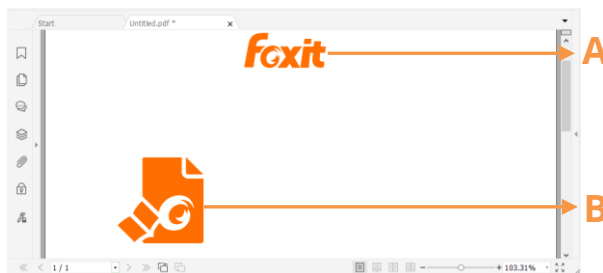 Start
Untitled.pdf *
x
Foxit
A
B
1 / 1
103.31%